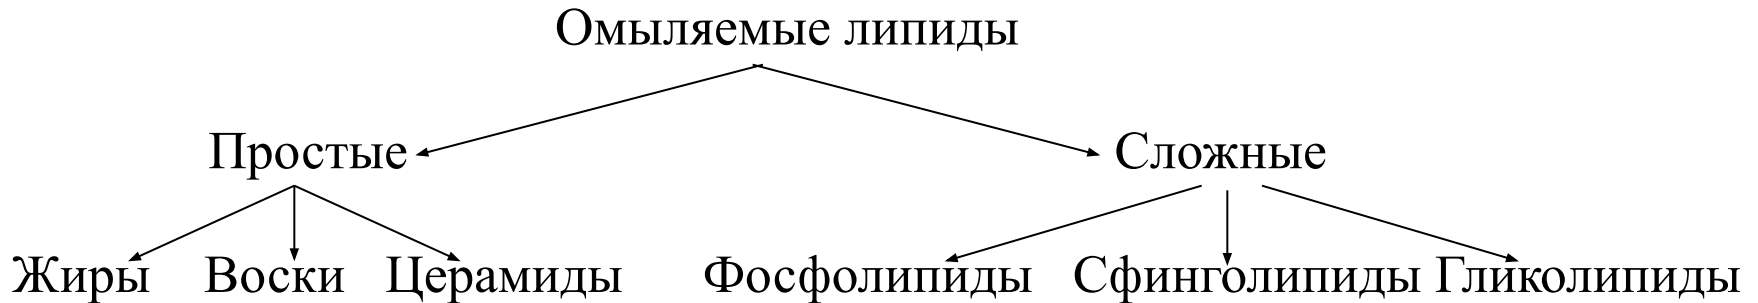 Омыляемые липиды
Простые Сложные
Жиры Воски Церамиды Фосфолипиды Сфинголипиды Гликолипиды